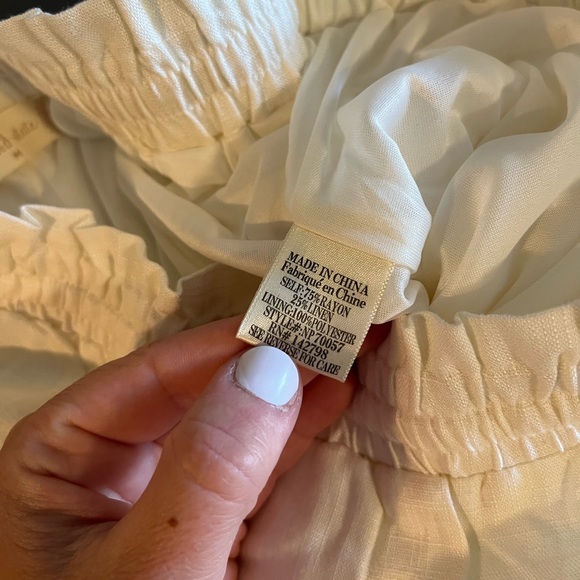 MADE IN CHINA
Fabriqué en Chine
SELF:75%RAYON
25%LINEN
LINING:100%POLYESTER
STYLE#:NP70057
RN# 142798
SEE REVERSE FOR CARE
M